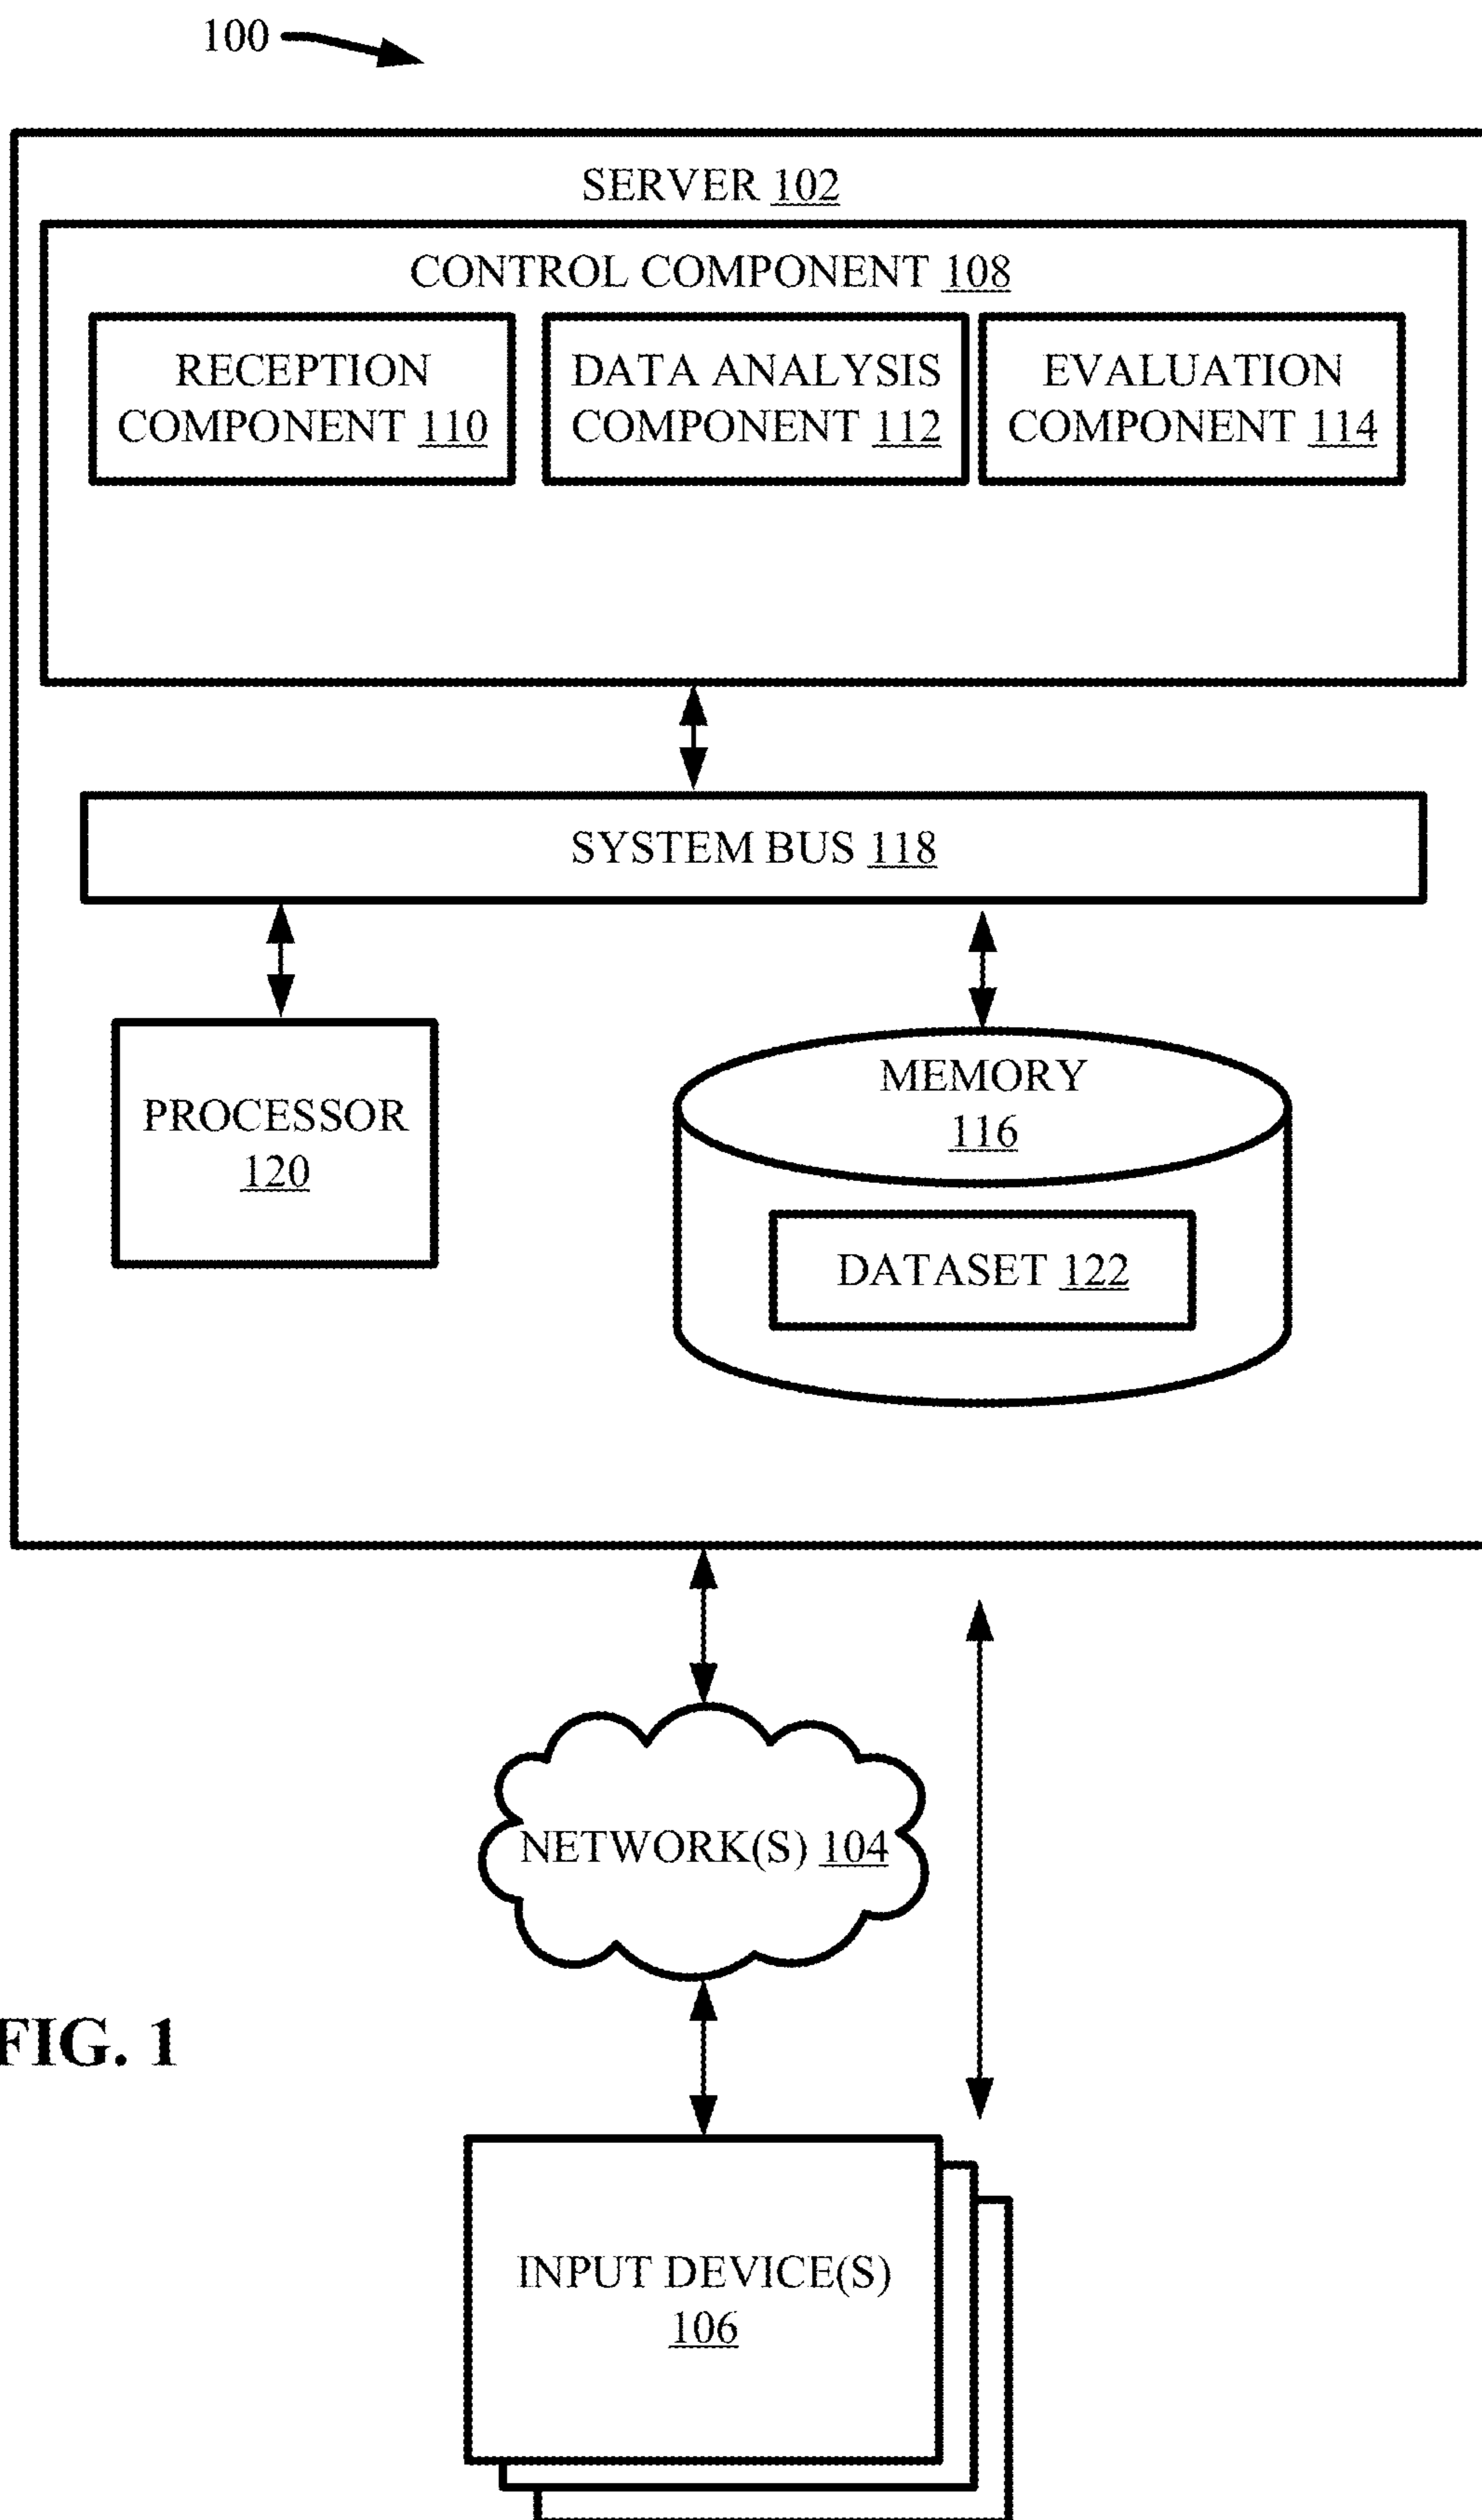 100
SERVER 102
CONTROL COMPONENT 108
RECEPTION
COMPONENT 110
DATA ANALYSIS
COMPONENT 112
EVALUATION
COMPONENT 114
SYSTEM BUS 118
PROCESSOR
120
MEMORY
116
DATASET 122
NETWORK(S) 104
FIG. 1
INPUT DEVICE(S)
106